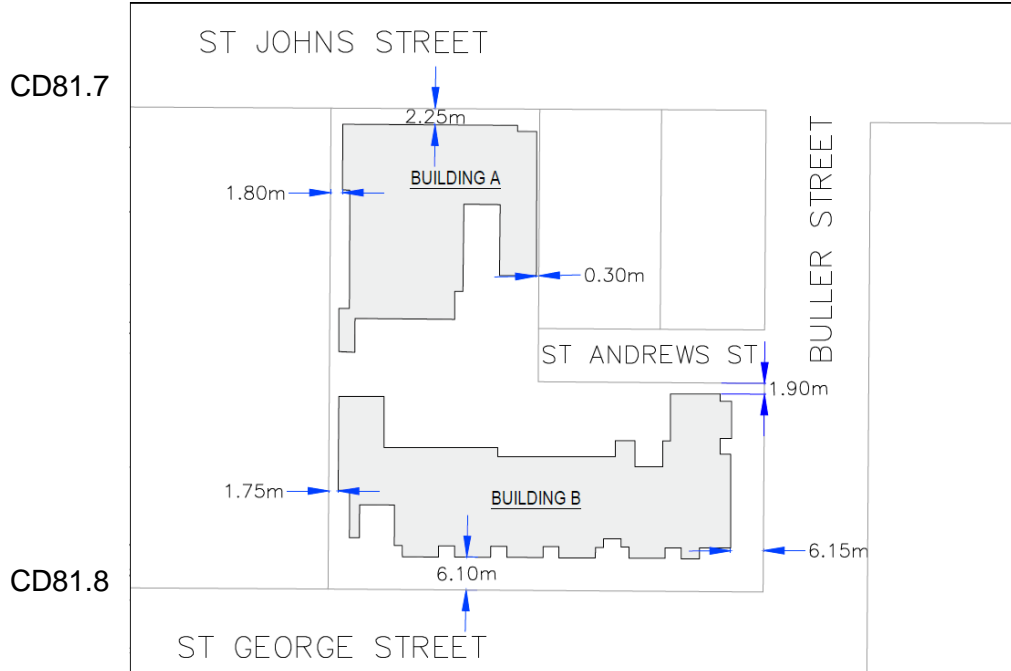 ST JOHNS STREET
CD81.7
2.25m
BUILDING A
1.80m
BULLER STREET
0.30m
ST ANDREWS ST
1.90m
1.75m
BUILDING B
6.15m
6.10m
CD81.8
ST GEORGE STREET